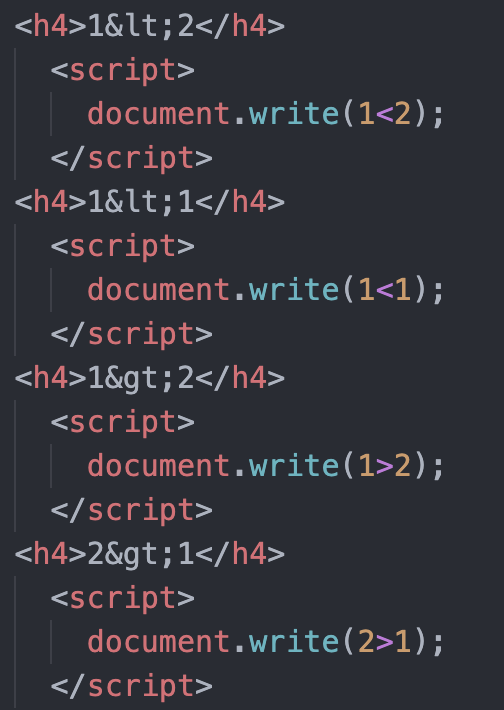 <h4>1&lt;2</h4>
<script>
document.write(1<2);
</script>
<h4>1&lt;1</h4>
<script>
document.write(1<1);
</script>
<h4>1&gt;2</h4>
<script>
document.write(1>2);
</script>
<h4>2&gt;1</h4>
<script>
document.write(2>1);
</script>